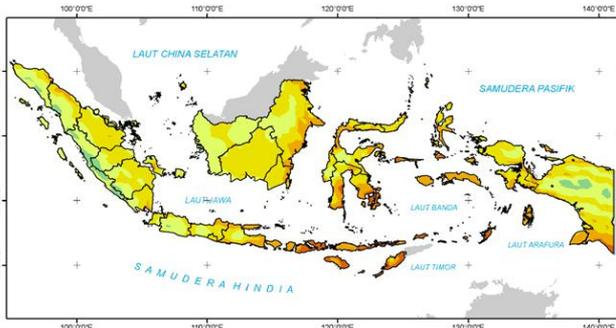 100°0'0"E 110°0'0"E 120°0'0"E 130°0'0"E 140°0'0"E
LAUT CHINA SELATAN
SAMUDERA PASIFIK
LAUT JAWA
LAUT BANDA
LAUT ARAFURA
SAMUDERA HINDIA
LAUT TIMOR
100°0'0"E 110°0'0"E 120°0'0"E 130°0'0"E 140°0'0"E